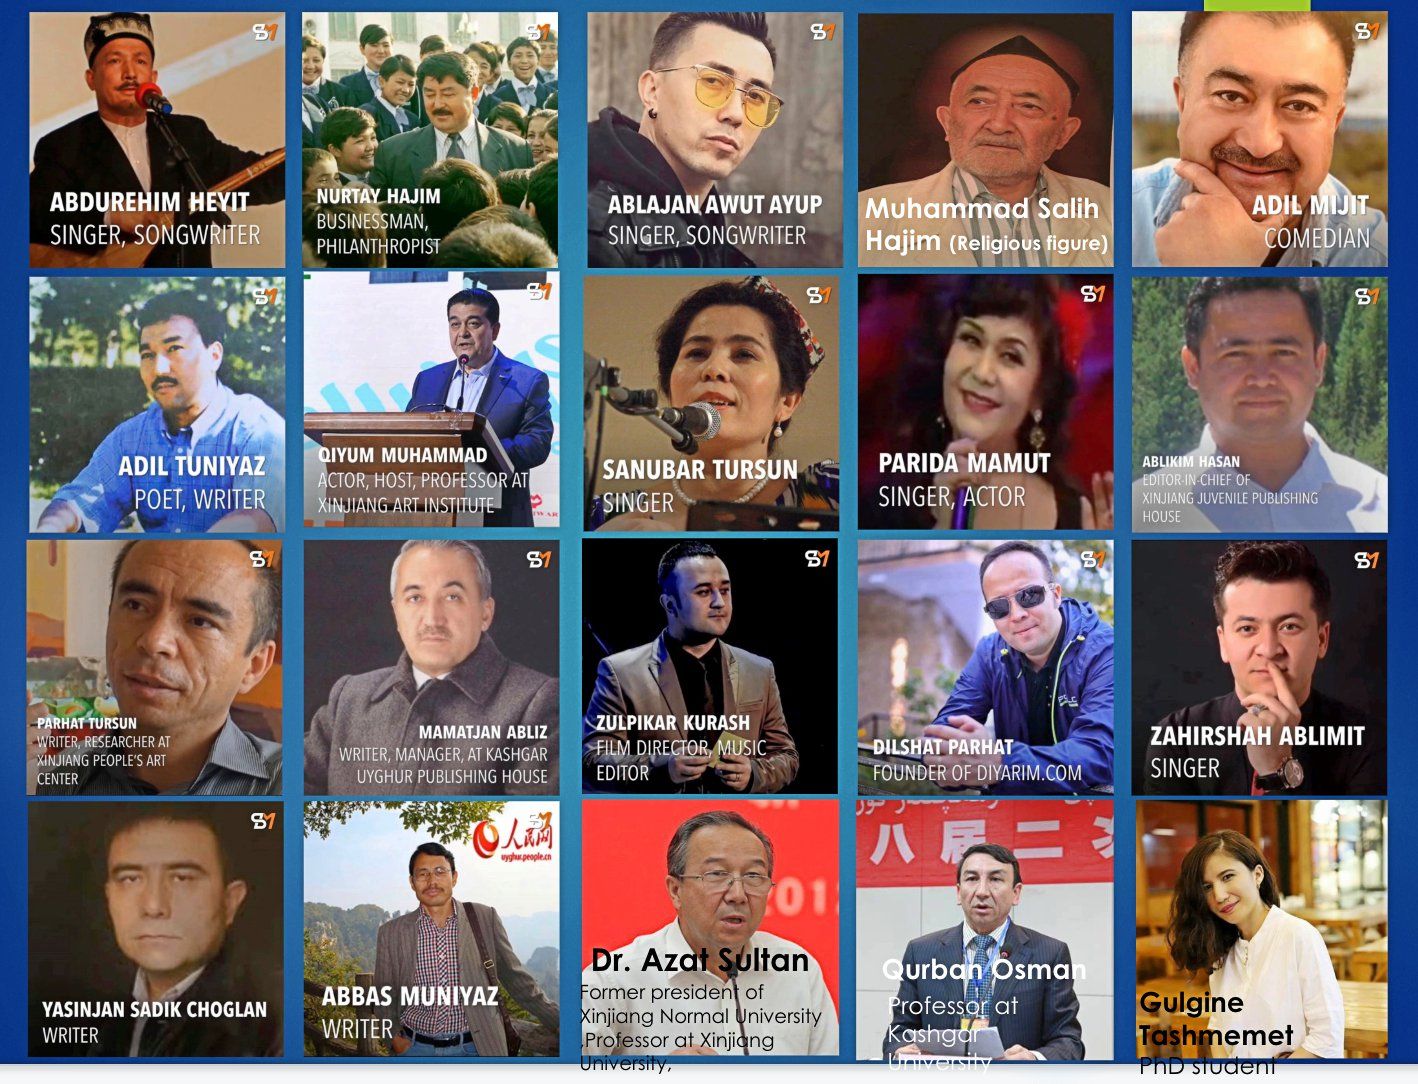 ABDUREHIM HEYIT
SINGER, SONGWRITER
NURTAY HAJIM
BUSINESSMAN,
PHILANTHROPIST
ABLAJAN AWUT AYUP
SINGER, SONGWRITER
Muhammad Salih
Hajim (Religious figure)
ADIL MIJIT
COMEDIAN
ADIL TUNIYAZ
POET, WRITER
QIYUM MUHAMMAD
ACTOR, HOST, PROFESSOR AT
XINJIANG ART INSTITUTE
SANUBAR TURSUN
SINGER
PARIDA MAMUT
SINGER, ACTOR
ABLIKIM HASAN
EDITOR-IN-CHIEF OF
XINJIANG JUVENILE PUBLISHING
HOUSE
PARHAT TURSUN
WRITER, RESEARCHER AT
XINJIANG PEOPLE'S ART
CENTER
MAMATJAN ABLIZ
WRITER, MANAGER, AT KASHGAR
UYGHUR PUBLISHING HOUSE
ZULPIKAR KURASH
FILM DIRECTOR, MUSIC
EDITOR
DILSHAT PARHAT
FOUNDER OF DIYARIM.COM
ZAHIRSHAH ABLIMIT
SINGER
YASINJAN SADIK CHOGLAN
WRITER
人民网
uyghur.people.cn
ABBAS MUNIYAZ
WRITER
Dr. Azat Sultan
Former president of
Xinjiang Normal University
,Professor at Xinjiang
University,
八届二次
Qurban Osman
Professor at
Kashgar
University
Gulgine
Tashmemet
PhD student